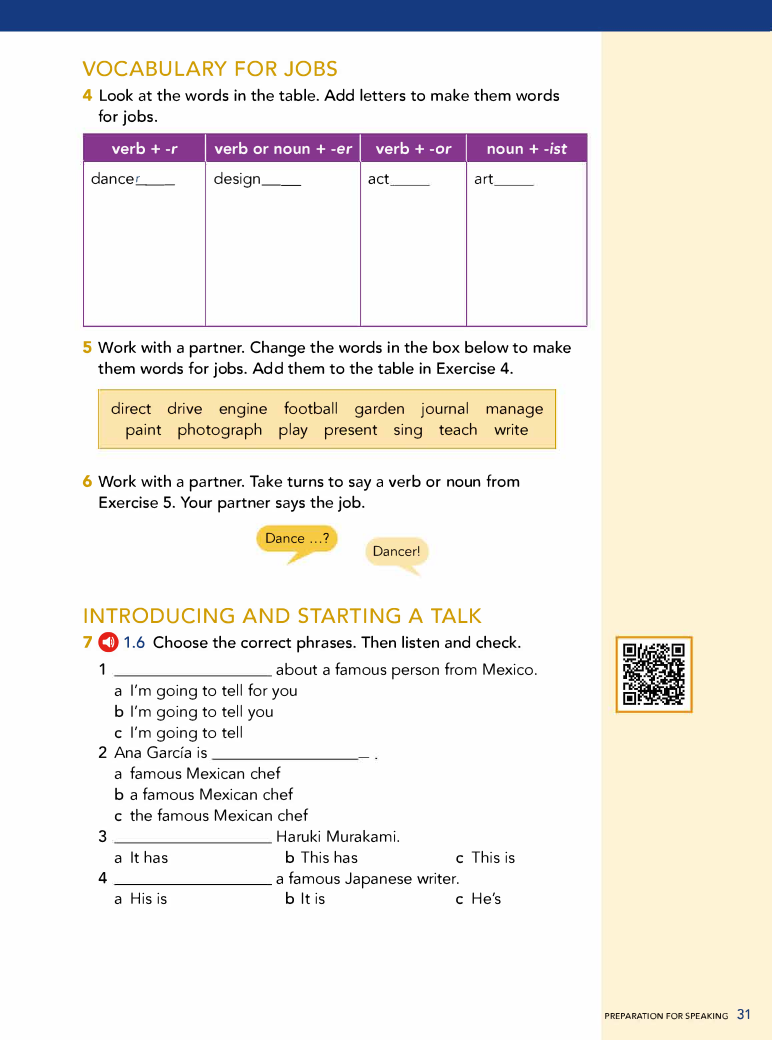 VOCABULARY FOR JOBS
4 Look at the words in the table. Add letters to make them words
for jobs.
verb + -r verb or noun + -er verb + -or noun + -ist
dancer____ design_____ act_____ art_____
5 Work with a partner. Change the words in the box below to make
them words for jobs. Add them to the table in Exercise 4.
direct drive engine football garden journal manage
paint photograph play present sing teach write
6 Work with a partner. Take turns to say a verb or noun from
Exercise 5. Your partner says the job.
Dance ...?
Dancer!
INTRODUCING AND STARTING A TALK
7 1.6 Choose the correct phrases. Then listen and check.
1 ____________________ about a famous person from Mexico.
a I'm going to tell for you
b I'm going to tell you
c I'm going to tell
2 Ana García is ____________________ .
a famous Mexican chef
b a famous Mexican chef
c the famous Mexican chef
3 ____________________ Haruki Murakami.
a It has b This has c This is
4 ____________________ a famous Japanese writer.
a His is b It is c He's
PREPARATION FOR SPEAKING 31